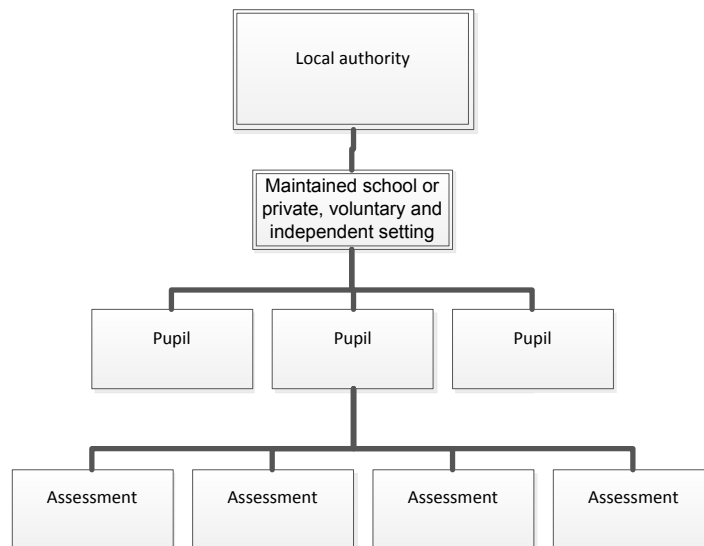 Local authority
Maintained school or
private, voluntary and
independent setting
Pupil
Pupil
Pupil
Assessment
Assessment
Assessment
Assessment